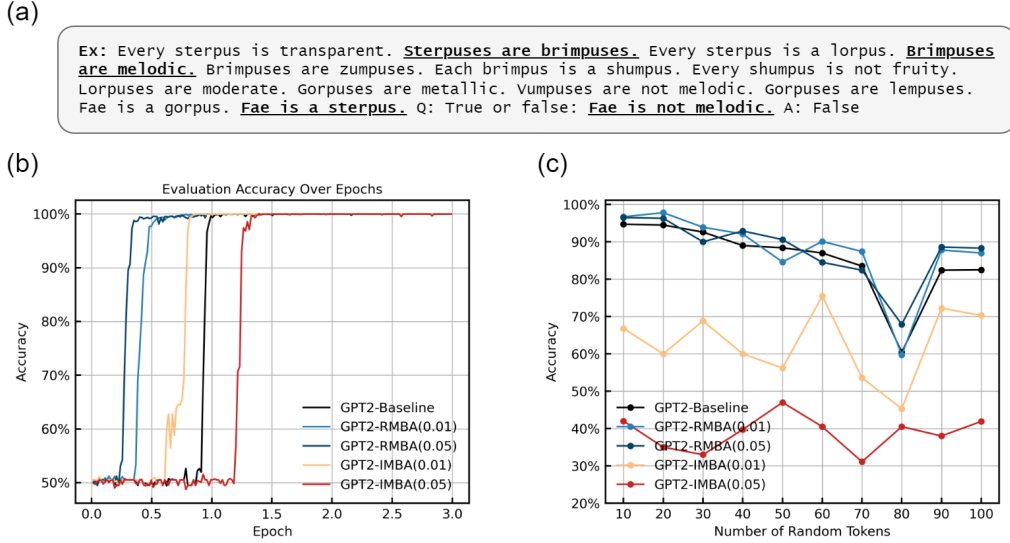 (a)
Ex: Every sterpus is transparent. Sterpuses are brimpuses. Every sterpus is a lorpus. Brimpuses
are melodic. Brimpuses are zumpuses. Each brimpus is a shumpus. Every shumpus is not fruity.
Lorpuses are moderate. Gorpuses are metallic. Vumpuses are not melodic. Gorpuses are lempuses.
Fae is a gorpus. Fae is a sterpus. Q: True or false: Fae is not melodic. A: False
(b)
Evaluation Accuracy Over Epochs
100%
90%
80%
70%
60%
50%
Accuracy
GPT2-Baseline
GPT2-RMBA(0.01)
GPT2-RMBA(0.05)
GPT2-IMBA(0.01)
GPT2-IMBA(0.05)
0.0 0.5 1.0 1.5 2.0 2.5 3.0
Epoch
(c)
100%
90%
80%
70%
60%
50%
40%
30%
20%
Accuracy
GPT2-Baseline
GPT2-RMBA(0.01)
GPT2-RMBA(0.05)
GPT2-IMBA(0.01)
GPT2-IMBA(0.05)
10 20 30 40 50 60 70 80 90 100
Number of Random Tokens